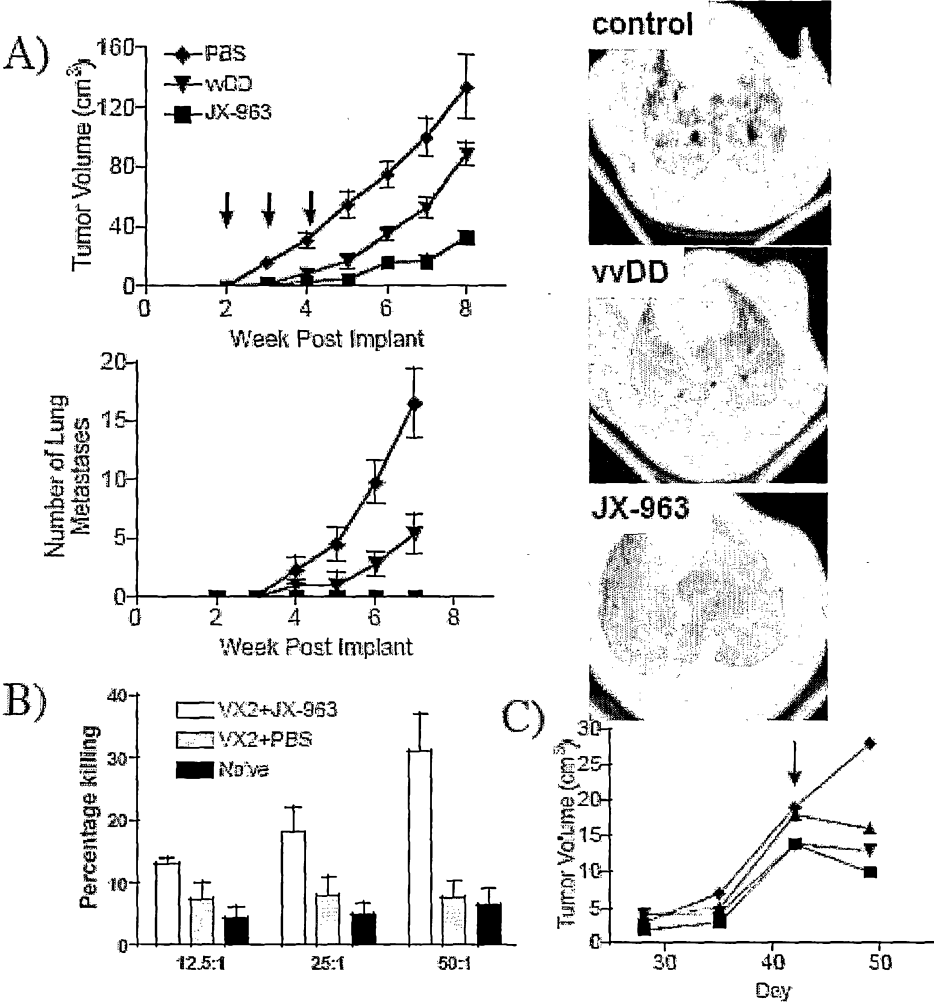 A)
160
120
80
40
0
Tumor Volume (cm³)
PBS
vvDD
JX-963
0 2 4 6 8
Week Post Implant
20
15
10
5
0
Number of Lung
Metastases
0 2 4 6 8
Week Post Implant
control
vvDD
JX-963
B)
40
30
20
10
0
Percentage killing
VX2+JX-963
VX2+PBS
Naïve
12.5:1 25:1 50:1
C)
30
25
20
15
10
5
0
Tumor Volume (cm³)
30 40 50
Day